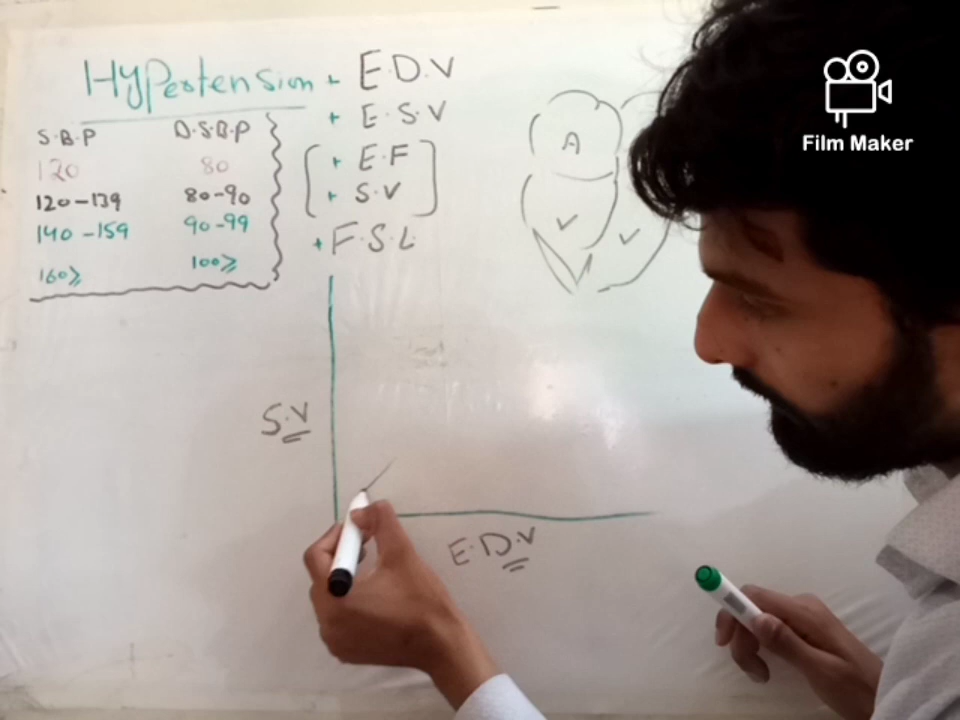 Hypertension
S.B.P D.S.B.P
120 80
120-139 80-90
140-159 90-99
160≥ 100≥
+ E.D.V
+ E.S.V
+ E.F
+ S.V
+ F.S.L.
A
S.V
E.D.V
Film Maker